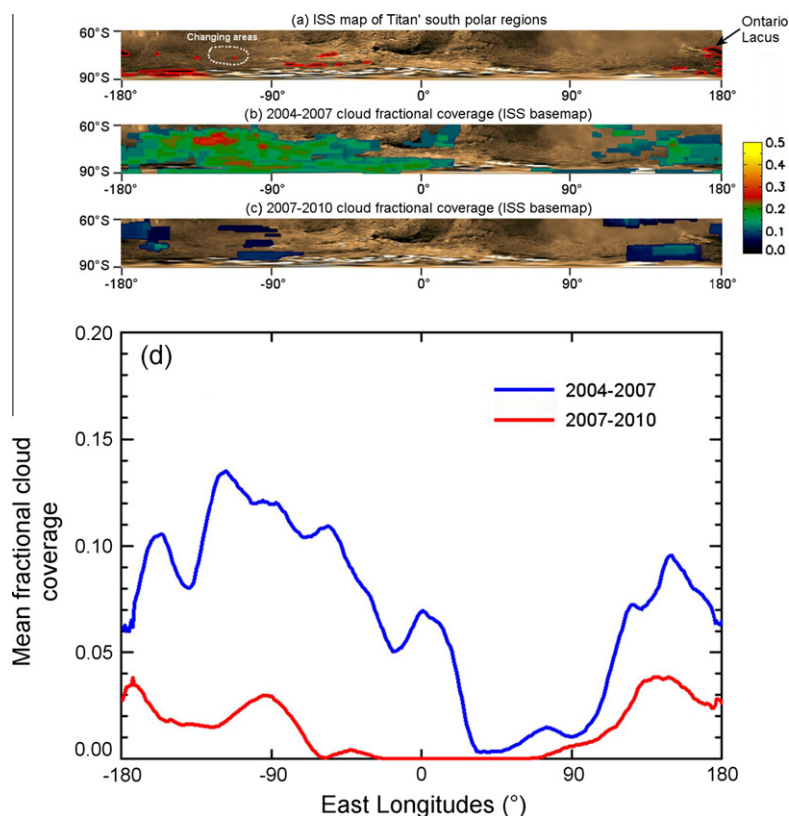 (a) ISS map of Titan' south polar regions
Ontario
Lacus
60°S
Changing areas
90°S
-180° -90° 0° 90° 180°
(b) 2004-2007 cloud fractional coverage (ISS basemap)
60°S
90°S
-180° -90° 0° 90° 180°
0.5
0.4
0.3
0.2
0.1
0.0
(c) 2007-2010 cloud fractional coverage (ISS basemap)
60°S
90°S
-180° -90° 0° 90° 180°
(d)
2004-2007
2007-2010
0.20
0.15
0.10
0.05
0.00
Mean fractional cloud
coverage
-180 -90 0 90 180
East Longitudes (°)